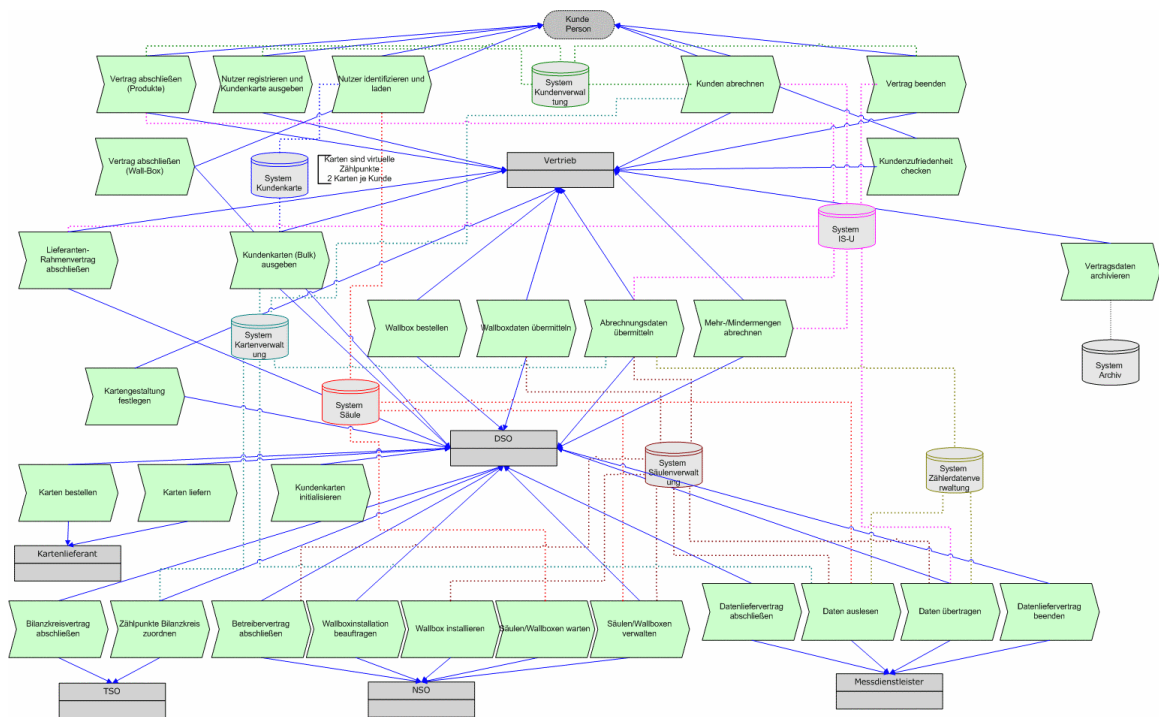 Kunde
Person
Vertrag abschließen
(Produkte)
Nutzer registrieren und
Kundenkarte ausgeben
Nutzer identifizieren und
laden
System
Kundenverwal
tung
Kunden abrechnen
Vertrag beenden
Vertrag abschließen
(Wall-Box)
System
Kundenkarte
Karten sind virtuelle
Zählpunkte
2 Karten je Kunde
Vertrieb
Kundenzufriedenheit
checken
Lieferanten-
Rahmenvertrag
abschließen
Kundenkarten (Bulk)
ausgeben
System
IS-U
Vertragsdaten
archivieren
System
Kartenverwalt
ung
Wallbox bestellen
Wallboxdaten übermitteln
Abrechnungsdaten
übermitteln
Mehr-/Mindermengen
abrechnen
System
Archiv
Kartengestaltung
festlegen
System
Säule
DSO
System
Säulenverwalt
ung
System
Zählerdatenve
rwaltung
Karten bestellen
Karten liefern
Kundenkarten
initialisieren
Kartenlieferant
Bilanzkreisvertrag
abschließen
Zählpunkte Bilanzkreis
zuordnen
Betreibervertrag
abschließen
Wallboxinstallation
beauftragen
Wallbox installieren
Säulen/Wallboxen warten
Säulen/Wallboxen
verwalten
Datenliefervertrag
abschließen
Daten auslesen
Daten übertragen
Datenliefervertrag
beenden
TSO
NSO
Messdienstleister